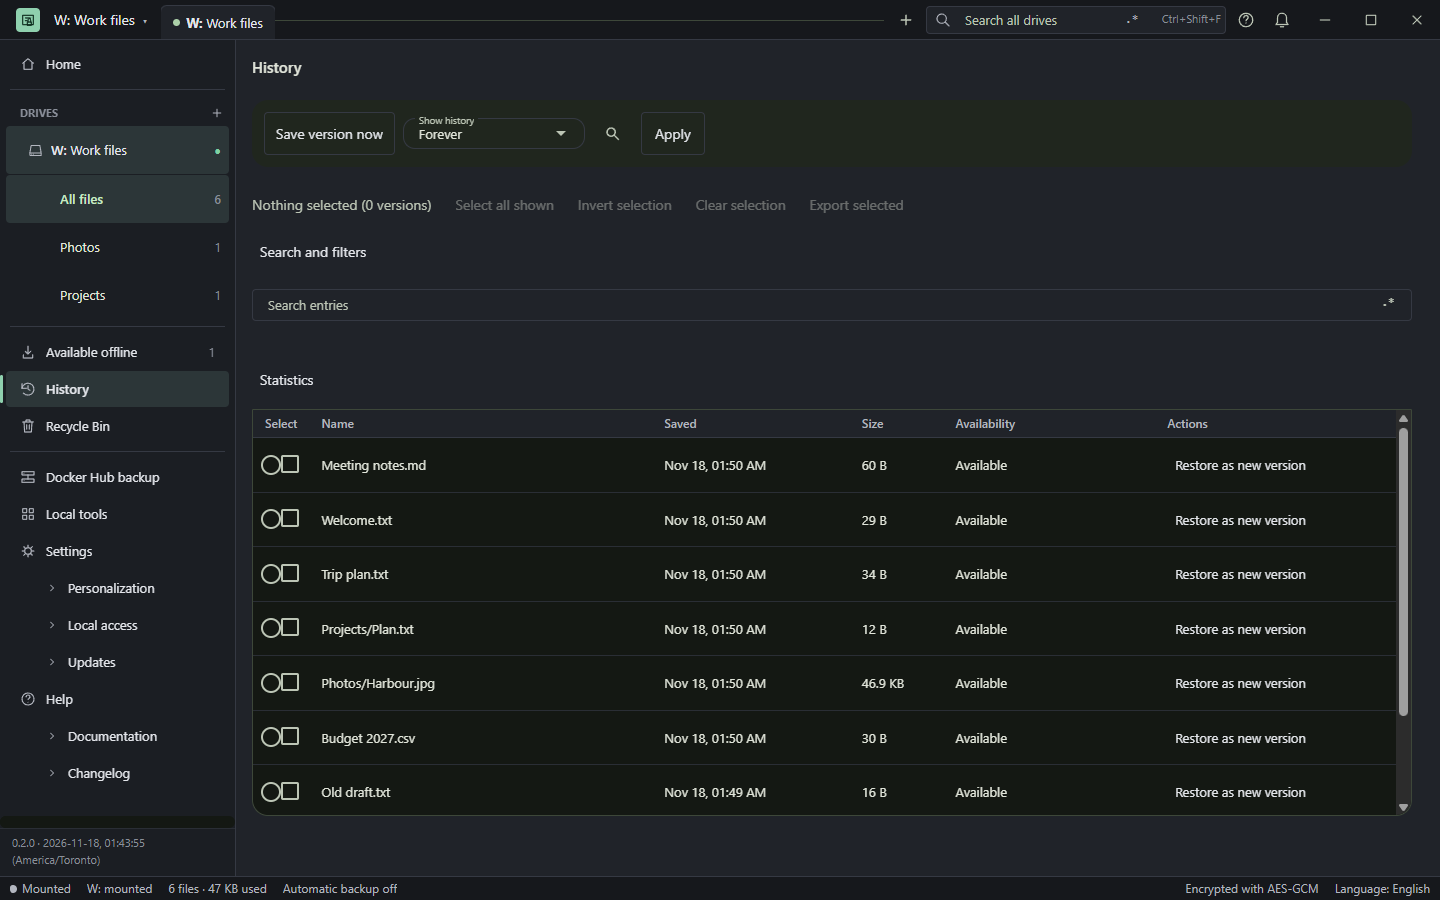 W: Work files
W: Work files
Search all drives
.*
Ctrl+Shift+F
History
Home
DRIVES
W: Work files
All files 6
Photos 1
Projects 1
Available offline 1
History
Recycle Bin
Docker Hub backup
Local tools
Settings
Personalization
Local access
Updates
Help
Documentation
Changelog
0.2.0 · 2026-11-18, 01:43:55
(America/Toronto)
Save version now
Show history
Forever
Apply
Nothing selected (0 versions) Select all shown Invert selection Clear selection Export selected
Search and filters
Search entries .*
Statistics
Select Name Saved Size Availability Actions
Meeting notes.md Nov 18, 01:50 AM 60 B Available Restore as new version
Welcome.txt Nov 18, 01:50 AM 29 B Available Restore as new version
Trip plan.txt Nov 18, 01:50 AM 34 B Available Restore as new version
Projects/Plan.txt Nov 18, 01:50 AM 12 B Available Restore as new version
Photos/Harbour.jpg Nov 18, 01:50 AM 46.9 KB Available Restore as new version
Budget 2027.csv Nov 18, 01:50 AM 30 B Available Restore as new version
Old draft.txt Nov 18, 01:49 AM 16 B Available Restore as new version
Mounted W: mounted 6 files · 47 KB used Automatic backup off Encrypted with AES-GCM Language: English